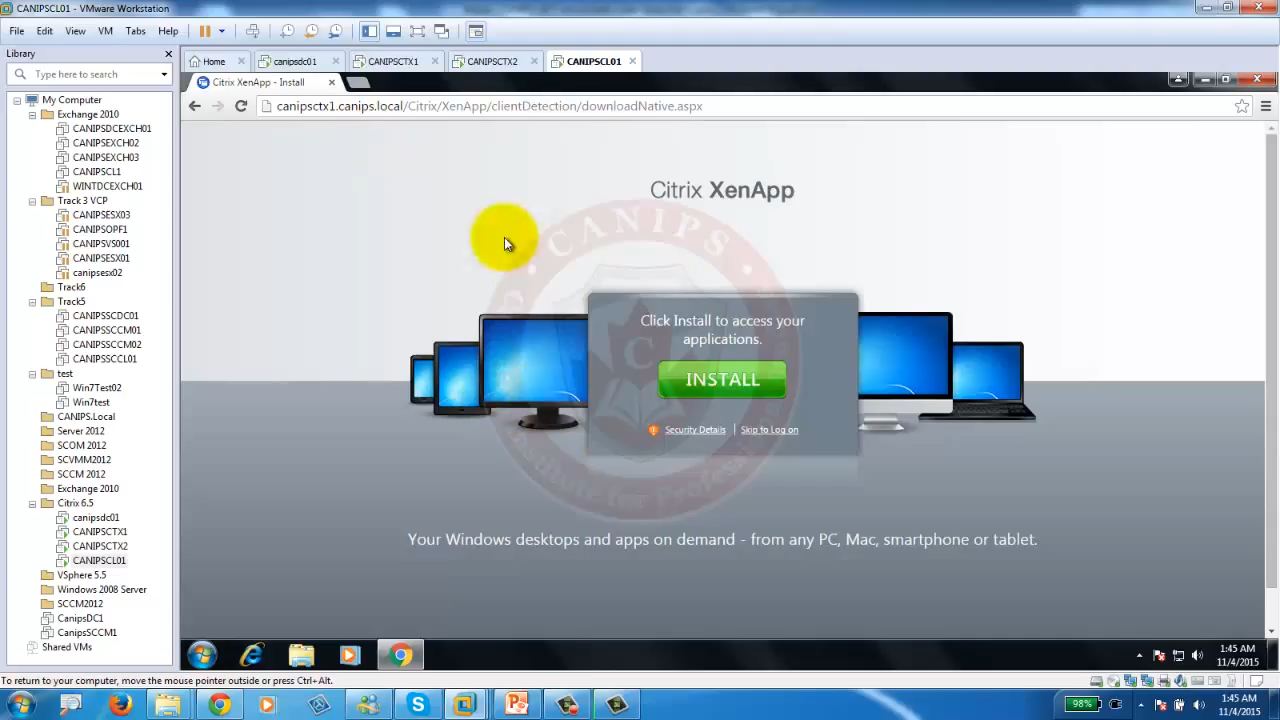 CANIPSCL01 - VMware Workstation
File Edit View VM Tabs Help
Library
Type here to search
My Computer
Exchange 2010
CANIPSDCEXCH01
CANIPSEXCH02
CANIPSEXCH03
CANIPSCL1
WINTDCEXCH01
Track 3 VCP
CANIPSESX03
CANIPSOPF1
CANIPSVS001
CANIPSESX01
canipsesx02
Track6
Track5
CANIPSSCDC01
CANIPSSCCM01
CANIPSSCCM02
CANIPSSCCL01
test
Win7Test02
Win7test
CANIPS.Local
Server 2012
SCOM 2012
SCVMM2012
SCCM 2012
Exchange 2010
Citrix 6.5
canipsdc01
CANIPSCTX1
CANIPSCTX2
CANIPSCL01
VSphere 5.5
Windows 2008 Server
SCCM2012
CanipsDC1
CanipsSCCM1
Shared VMs
Home canipsdc01 CANIPSCTX1 CANIPSCTX2 CANIPSCL01
Citrix XenApp - Install
canipsctx1.canips.local/Citrix/XenApp/clientDetection/downloadNative.aspx
Citrix XenApp
CANIPS
C
Click Install to access your
applications.
INSTALL
Security Details | Skip to Log on
Your Windows desktops and apps on demand - from any PC, Mac, smartphone or tablet.
1:45 AM
11/4/2015
To return to your computer, move the mouse pointer outside or press Ctrl+Alt.
98%
1:45 AM
11/4/2015